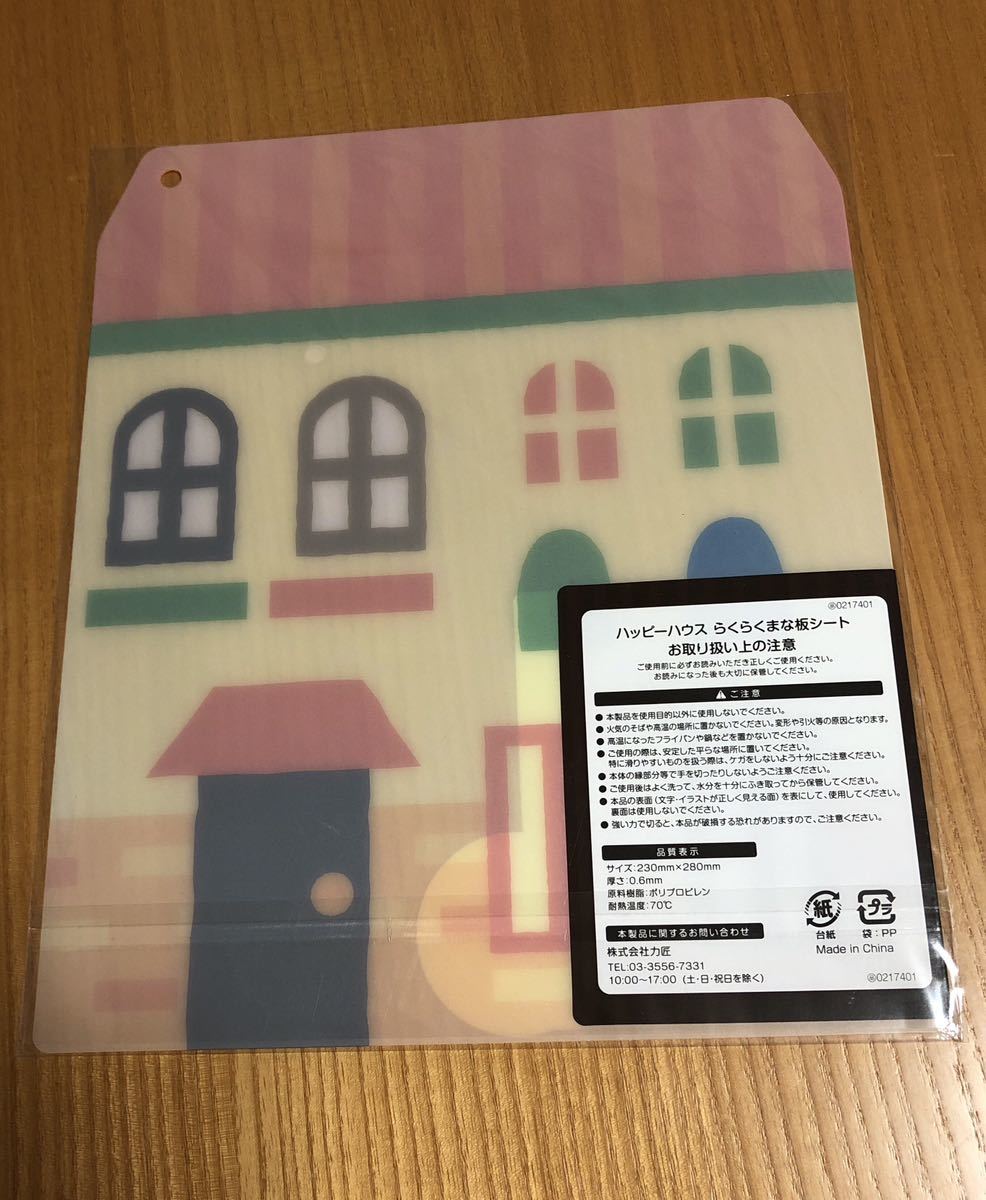 ㊝0217401
ハッピーハウス らくらくまな板シート
お取り扱い上の注意
ご使用前に必ずお読みいただき正しくご使用ください。
お読みになった後も大切に保管してください。
⚠ご注意
●本製品を使用目的以外に使用しないでください。
●火気のそばや高温の場所に置かないでください。変形や引火等の原因となります。
●高温になったフライパンや鍋などを置かないでください。
●ご使用の際は、安定した平らな場所に置いてください。
特に滑りやすいものを扱う際は、ケガをしないよう十分にご注意ください。
●本体の縁部分等で手を切ったりしないようご注意ください。
●ご使用後はよく洗って、水分を十分にふき取ってから保管してください。
●本品の表面（文字・イラストが正しく見える面）を表にして、使用してください。
裏面は使用しないでください。
●強い力で切ると、本品が破損する恐れがありますので、ご注意ください。
品質表示
サイズ:230mm×280mm
厚さ:0.6mm
原料樹脂:ポリプロピレン
耐熱温度:70℃
本製品に関するお問い合わせ
株式会社力匠
TEL:03-3556-7331
10:00～17:00（土・日・祝日を除く）
紙
台紙
プラ
袋:PP
Made in China
㊝0217401